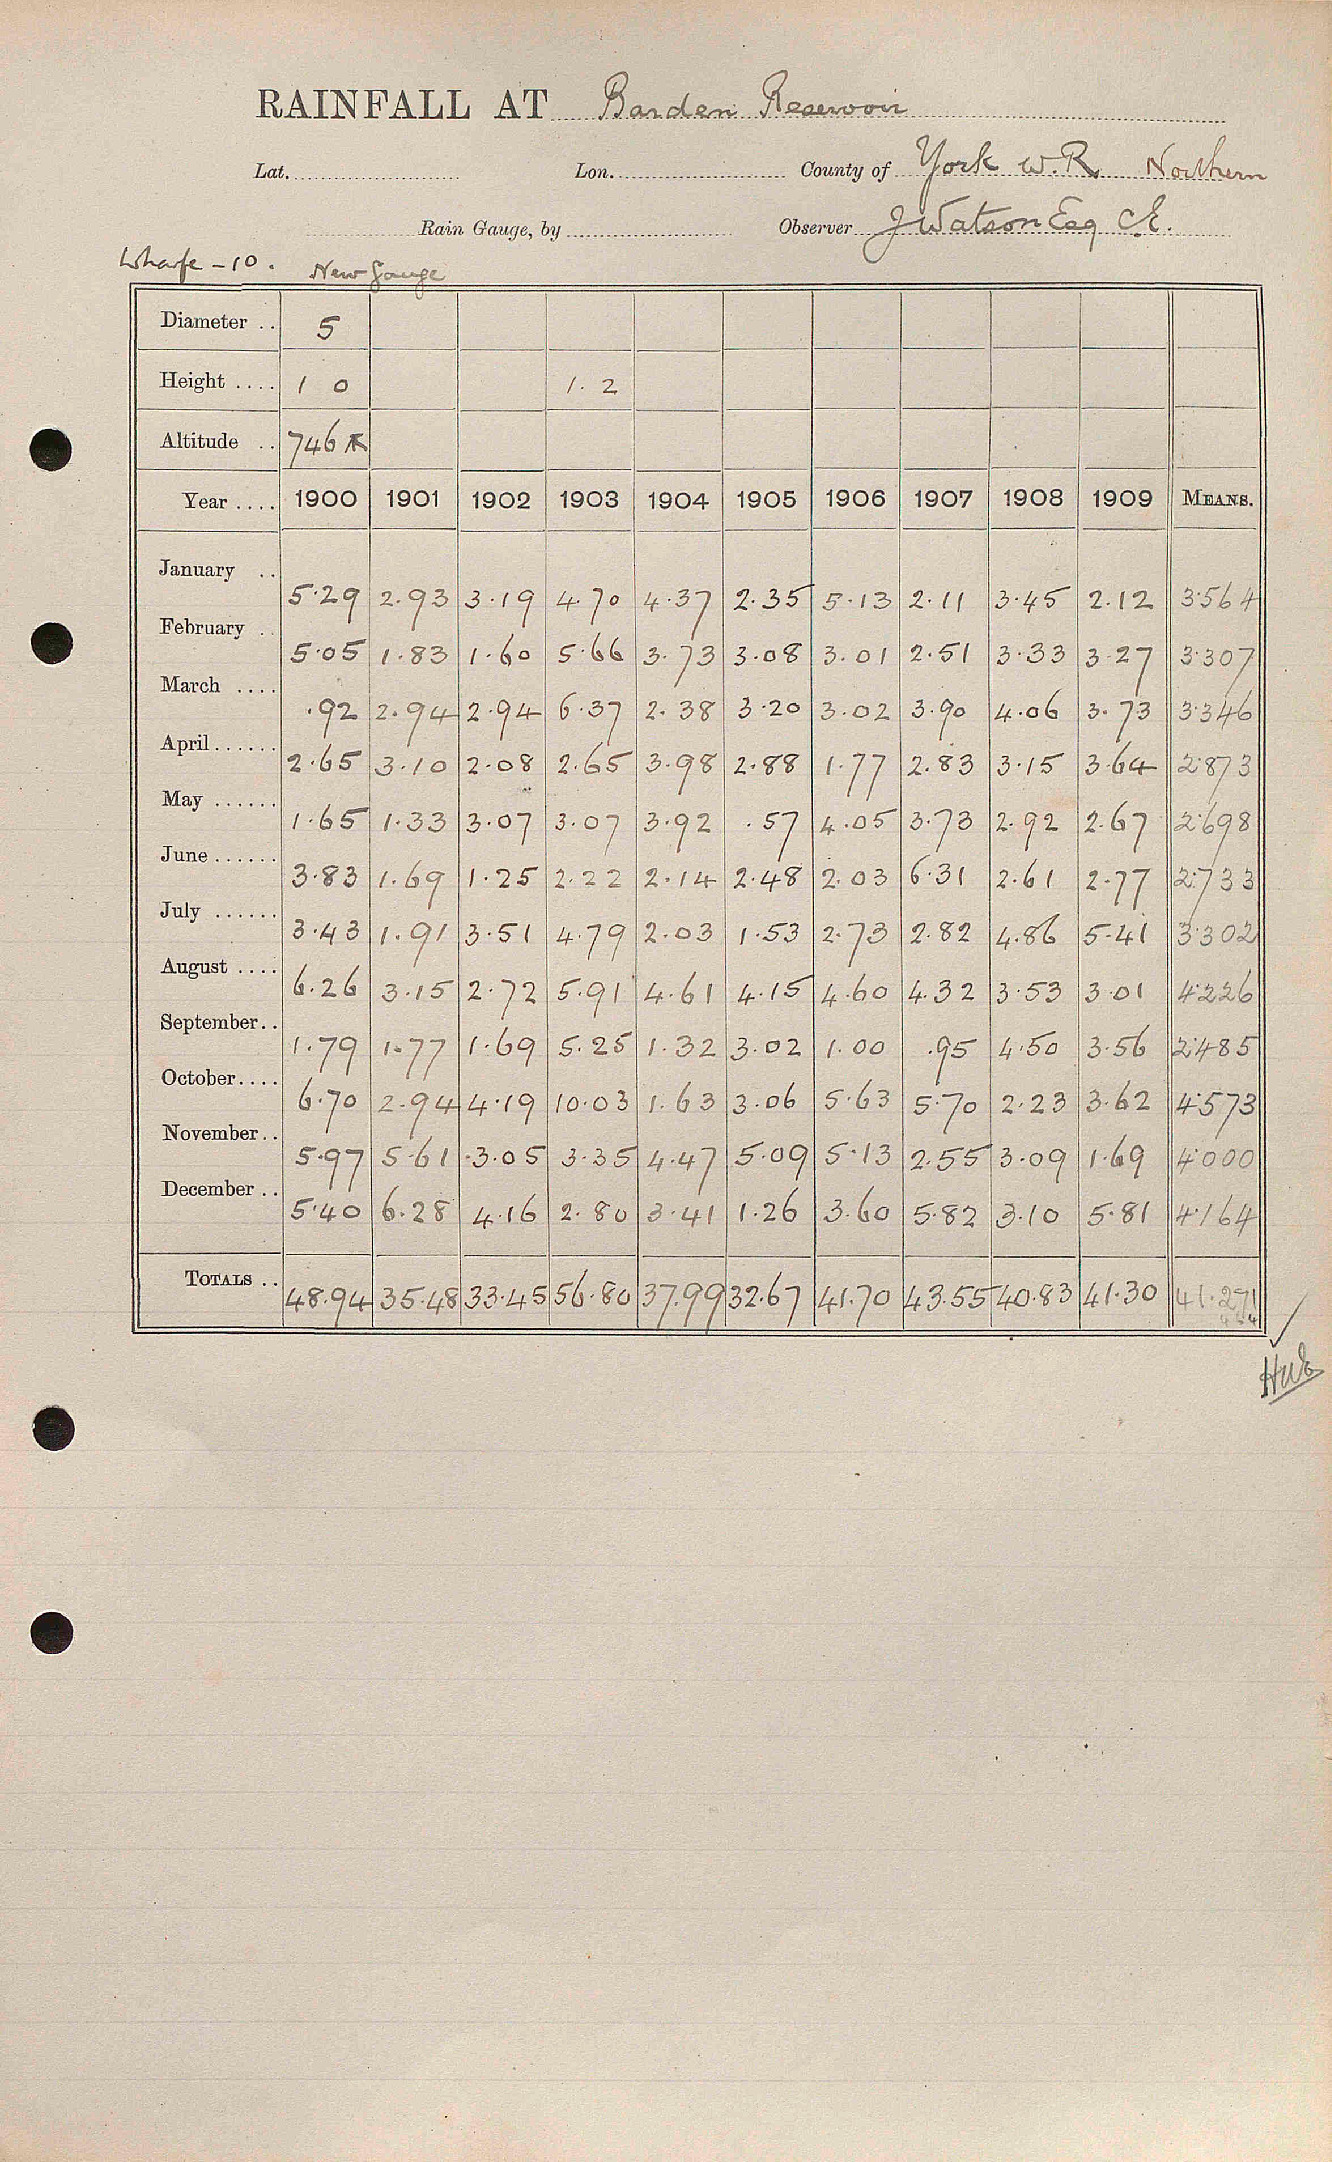 RAINFALL AT Barden Reservoir
Lat. Lon. County of York W.R. Northern
Rain Gauge, by Observer J Watson Esq C.E.
Wharfe - 10. New Gauge
Diameter .. 5
Height .... 1 0 1. 2
Altitude .. 746
Year .... 1900 1901 1902 1903 1904 1905 1906 1907 1908 1909 MEANS.
January .. 5.29 2.93 3.19 4.70 4.37 2.35 5.13 2.11 3.45 2.12 3.564
February .. 5.05 1.83 1.60 5.66 3.73 3.08 3.01 2.51 3.33 3.27 3.307
March .... .92 2.94 2.94 6.37 2.38 3.20 3.02 3.90 4.06 3.73 3.346
April...... 2.65 3.10 2.08 2.65 3.98 2.88 1.77 2.83 3.15 3.64 2.873
May ...... 1.65 1.33 3.07 3.07 3.92 .57 4.05 3.73 2.92 2.67 2.698
June...... 3.83 1.69 1.25 2.22 2.14 2.48 2.03 6.31 2.61 2.77 2.733
July ...... 3.43 1.91 3.51 4.79 2.03 1.53 2.73 2.82 4.86 5.41 3.302
August .... 6.26 3.15 2.72 5.91 4.61 4.15 4.60 4.32 3.53 3.01 4.226
September.. 1.79 1.77 1.69 5.25 1.32 3.02 1.00 .95 4.50 3.56 2.485
October.... 6.70 2.94 4.19 10.03 1.63 3.06 5.63 5.70 2.23 3.62 4.573
November.. 5.97 5.61 3.05 3.35 4.47 5.09 5.13 2.55 3.09 1.69 4.000
December .. 5.40 6.28 4.16 2.80 3.41 1.26 3.60 5.82 3.10 5.81 4.164
TOTALS .. 48.94 35.48 33.45 56.80 37.99 32.67 41.70 43.55 40.83 41.30 41.271